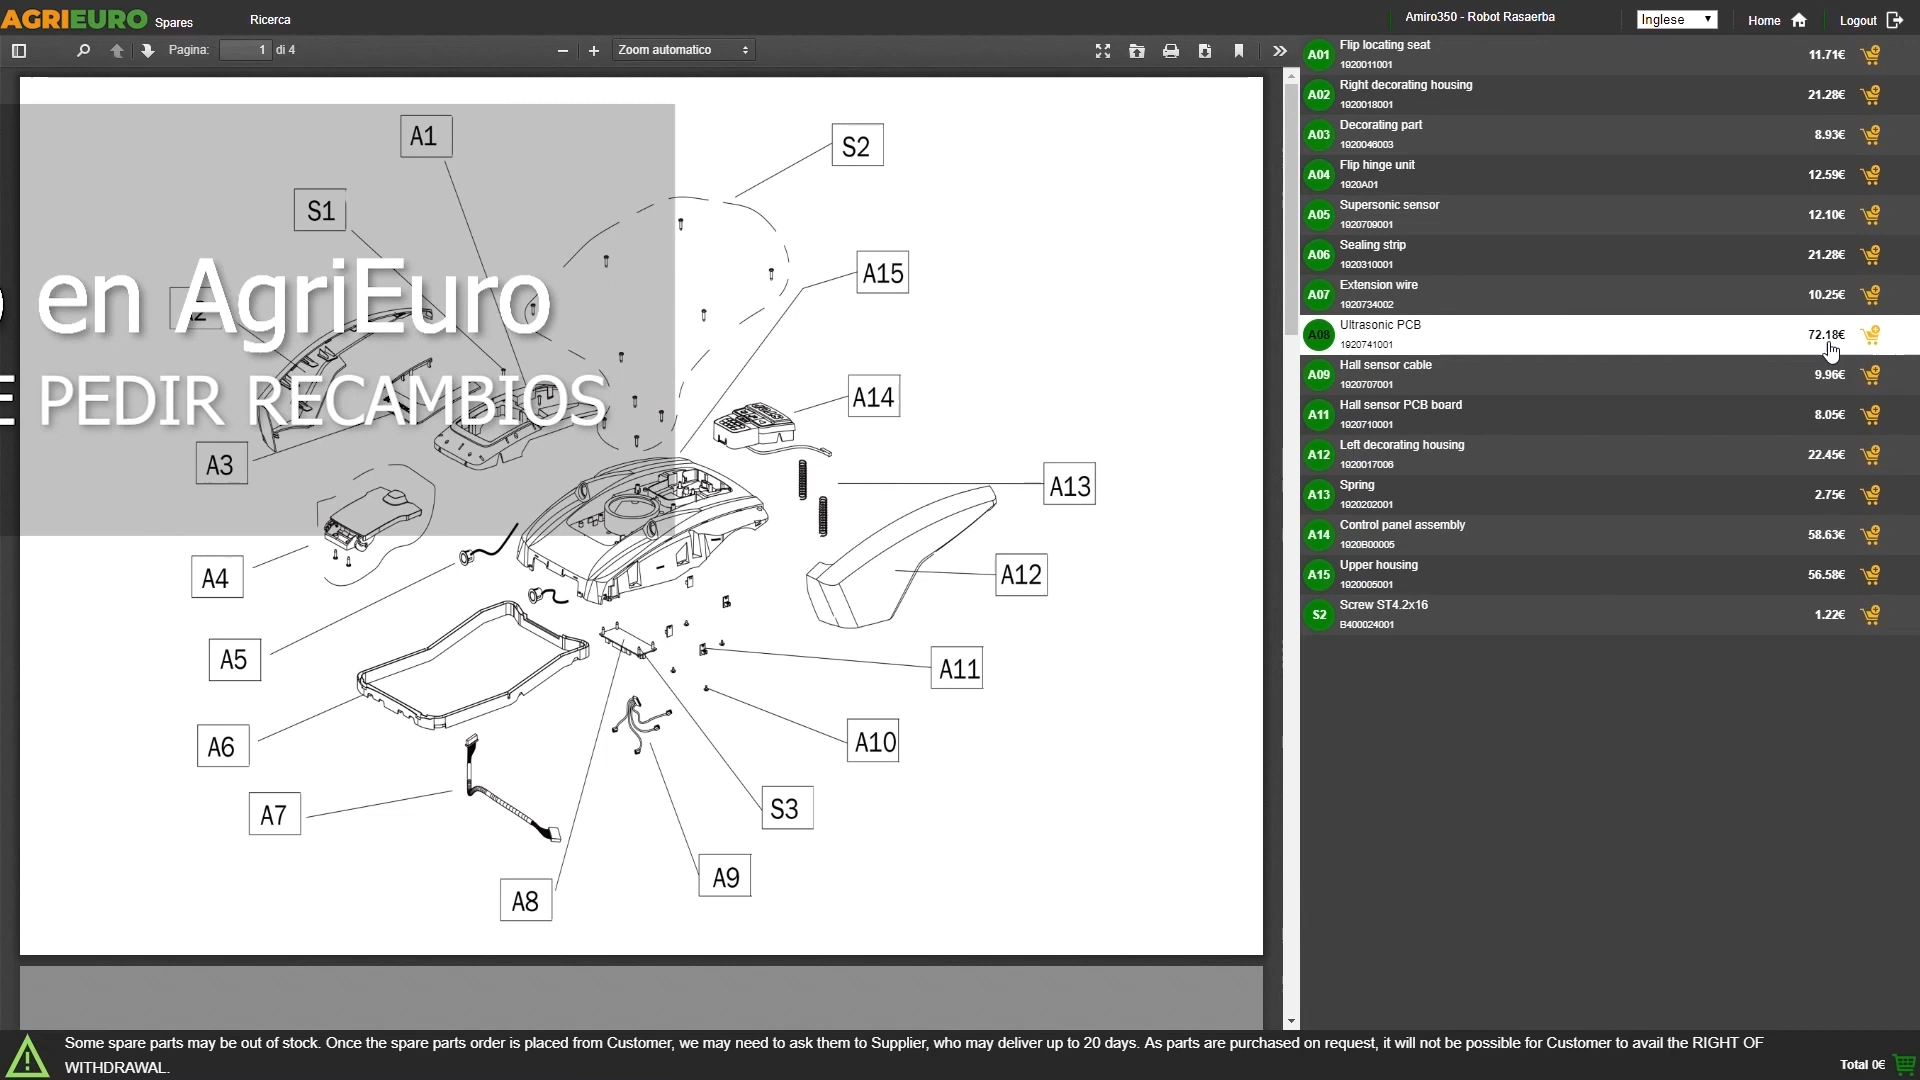 AGRIEURO Spares
Ricerca
Amiro350 - Robot Rasaerba
Inglese
Home
Logout
Pagina: 1 di 4
Zoom automatico
en AgriEuro
E PEDIR RECAMBIOS
A1
S1
S2
A15
A14
A3
A13
A4
A12
A5
A11
A6
A10
A7
S3
A9
A8
A01 Flip locating seat 11.71€
1920011001
A02 Right decorating housing 21.28€
1920018001
A03 Decorating part 8.93€
1920046003
A04 Flip hinge unit 12.59€
1920A01
A05 Supersonic sensor 12.10€
1920709001
A06 Sealing strip 21.28€
1920310001
A07 Extension wire 10.25€
1920734002
A08 Ultrasonic PCB 72.18€
1920741001
A09 Hall sensor cable 9.96€
1920707001
A11 Hall sensor PCB board 8.05€
1920710001
A12 Left decorating housing 22.45€
1920017006
A13 Spring 2.75€
1920202001
A14 Control panel assembly 58.63€
1920B00005
A15 Upper housing 56.58€
1920005001
S2 Screw ST4.2x16 1.22€
B400024001
Some spare parts may be out of stock. Once the spare parts order is placed from Customer, we may need to ask them to Supplier, who may deliver up to 20 days. As parts are purchased on request, it will not be possible for Customer to avail the RIGHT OF
WITHDRAWAL.
Total 0€